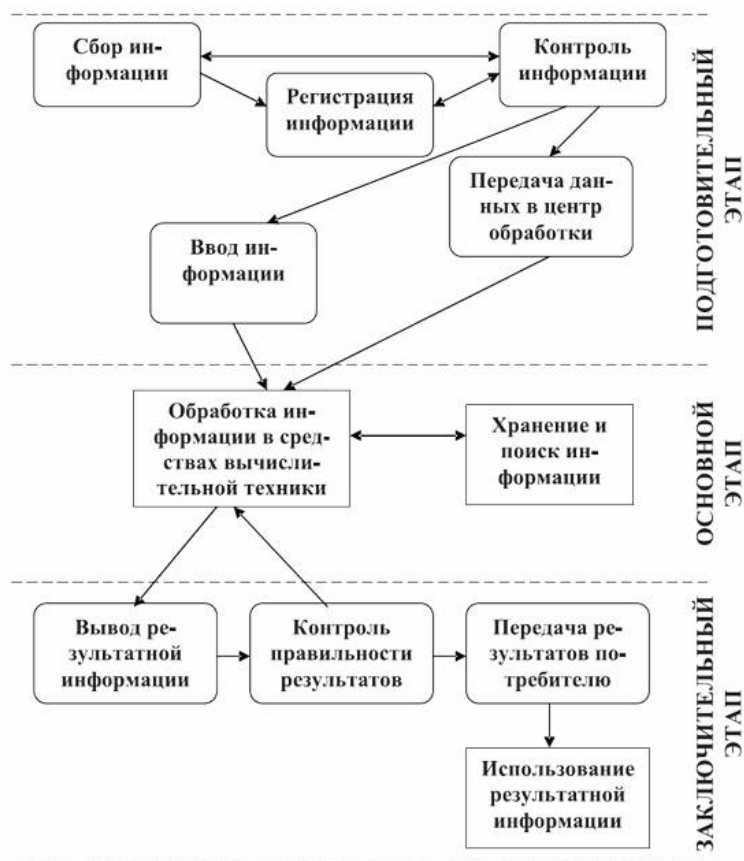 Сбор ин-
формации
Контроль
информации
Регистрация
информации
Передача дан-
ных в центр
обработки
Ввод ин-
формации
ПОДГОТОВИТЕЛЬНЫЙ
ЭТАП
Обработка ин-
формации в сред-
ствах вычисли-
тельной техники
Хранение и
поиск ин-
формации
ОСНОВНОЙ
ЭТАП
Вывод ре-
зультатной
информации
Контроль
правильности
результатов
Передача ре-
зультатов по-
требителю
Использование
результатной
информации
ЗАКЛЮЧИТЕЛЬНЫЙ
ЭТАП